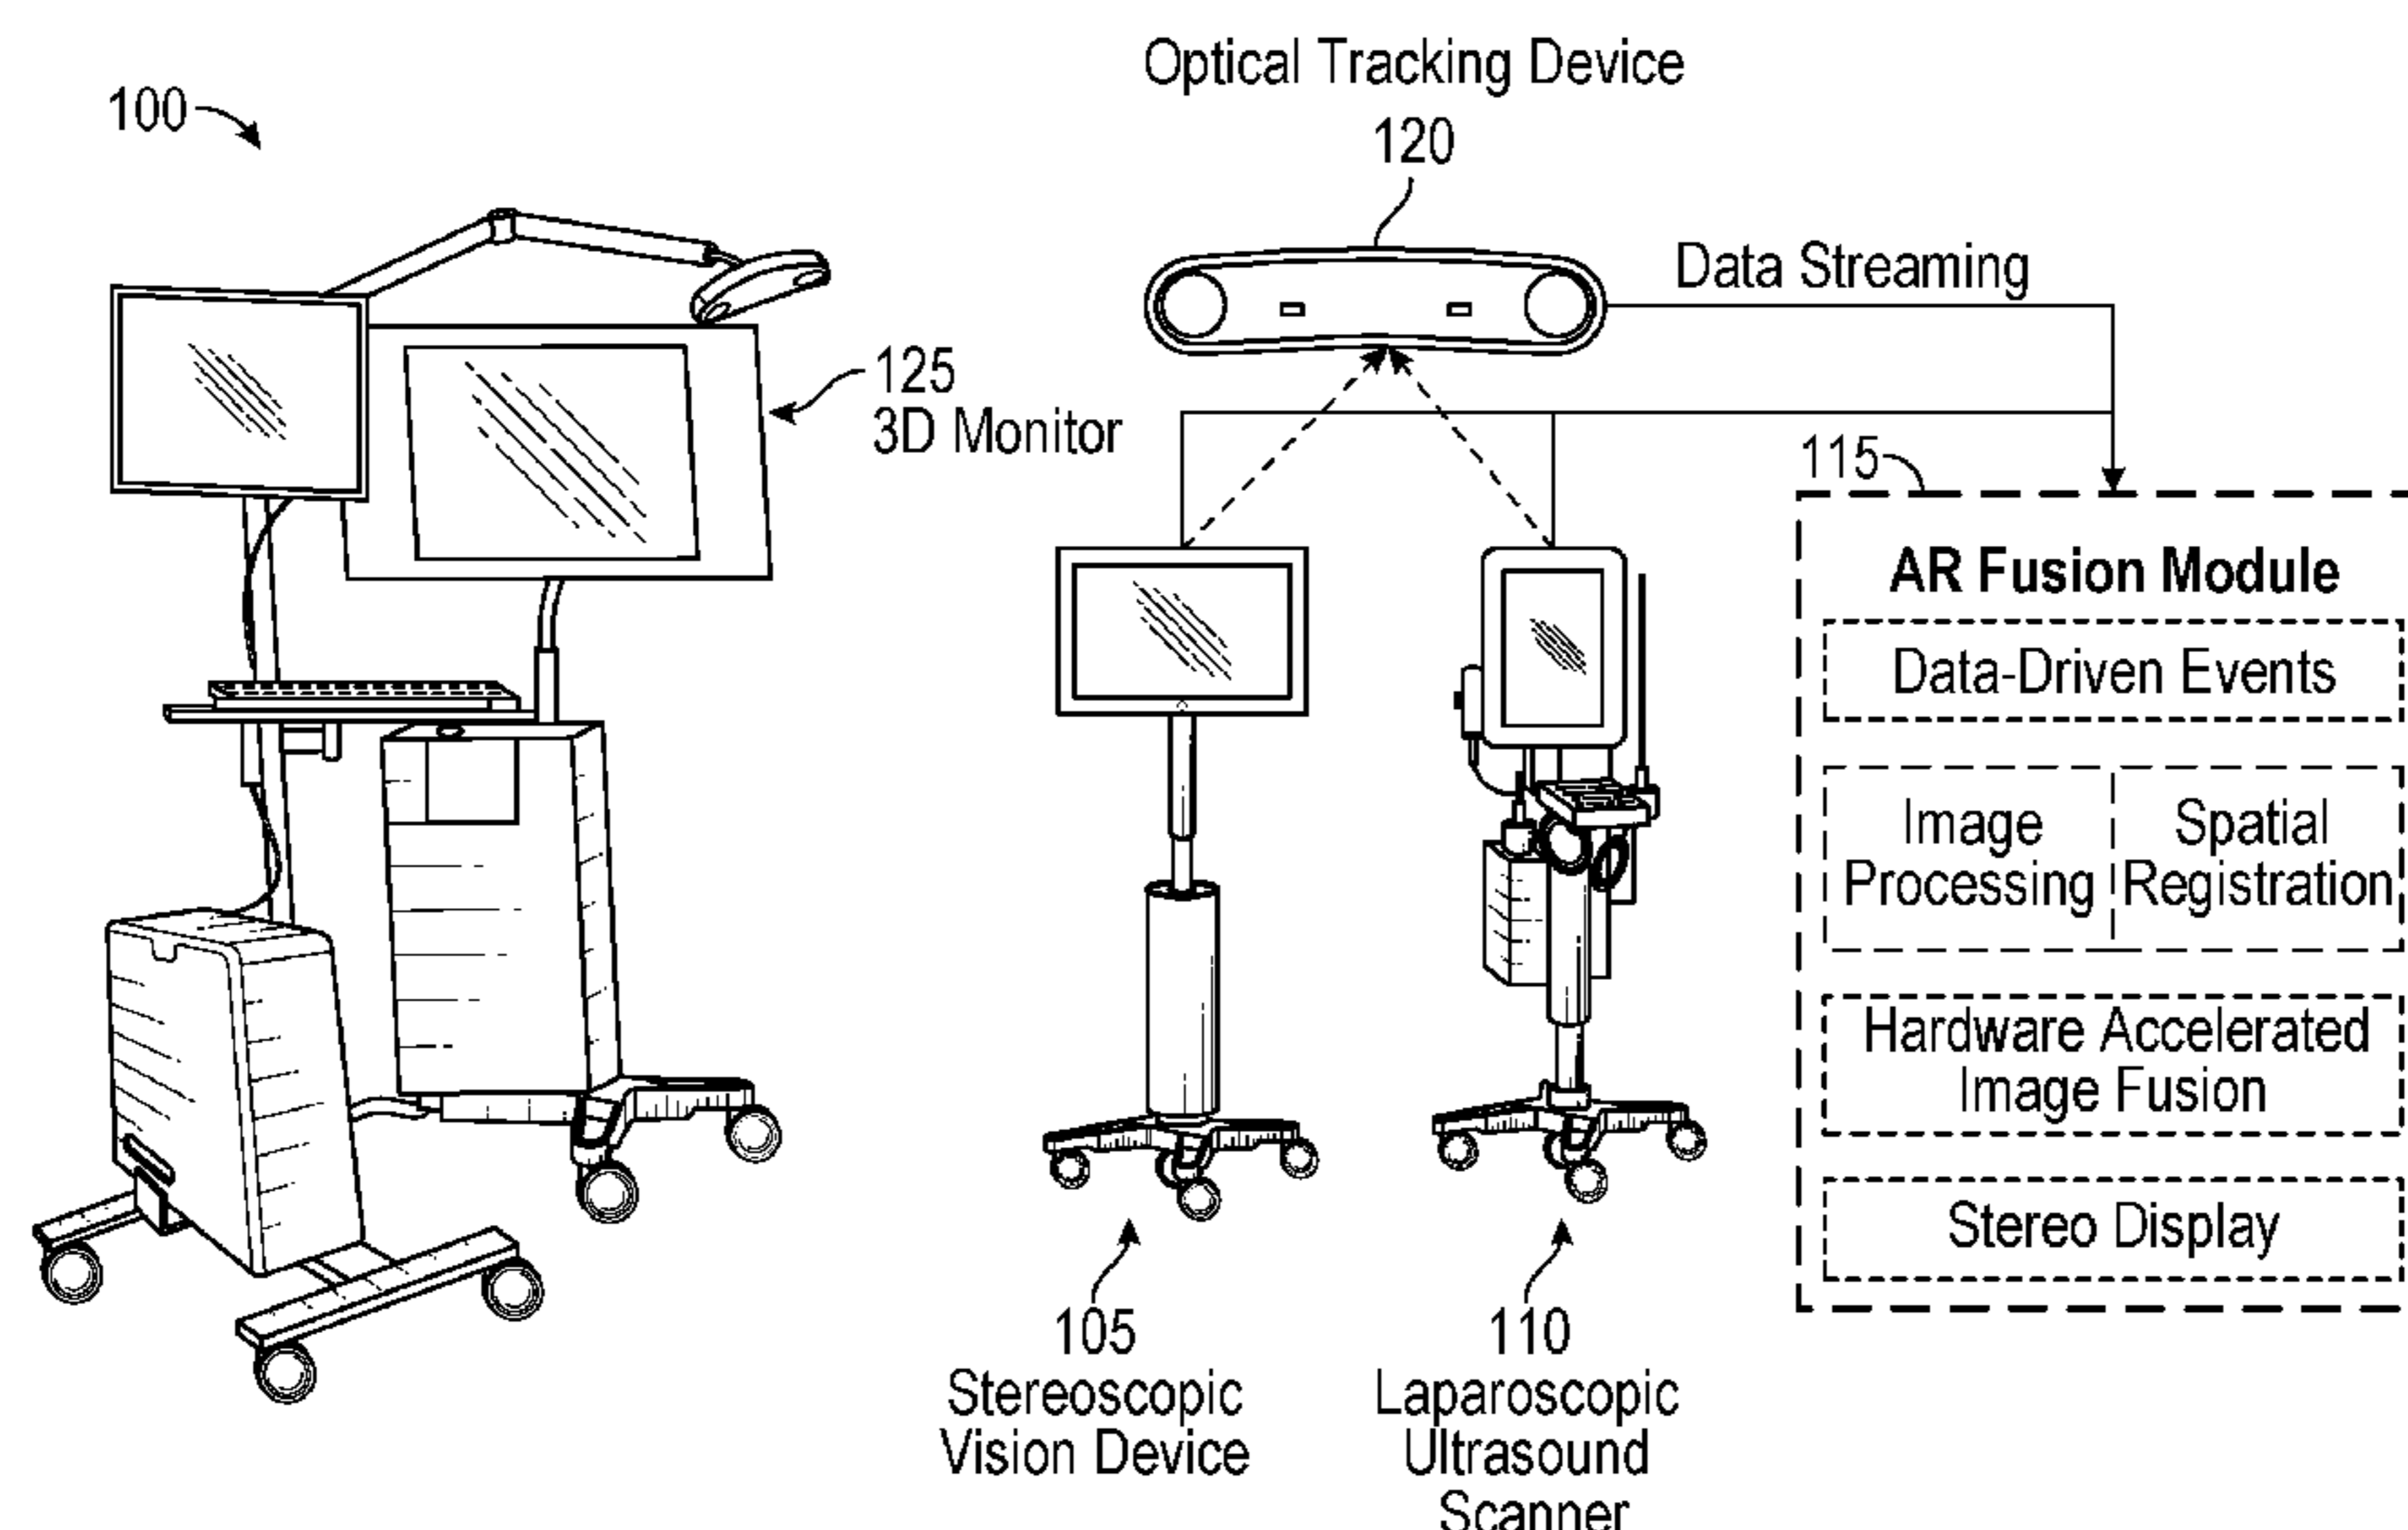 100
Optical Tracking Device
120
Data Streaming
125
3D Monitor
115
AR Fusion Module
Data-Driven Events
Image
Processing
Spatial
Registration
Hardware Accelerated
Image Fusion
Stereo Display
105
Stereoscopic
Vision Device
110
Laparoscopic
Ultrasound
Scanner